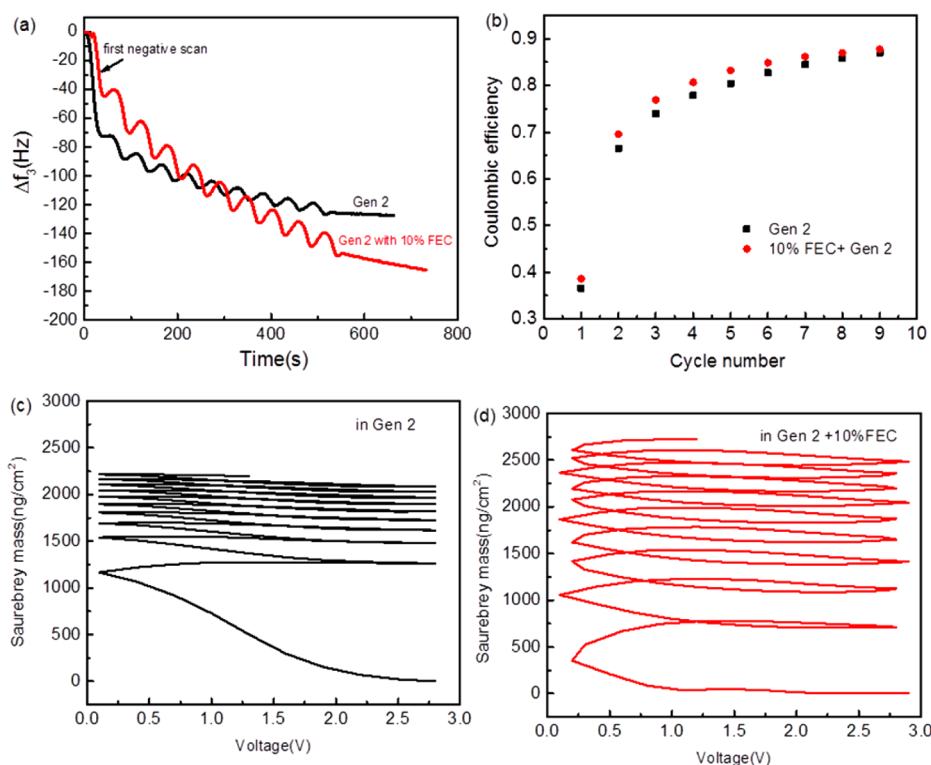 (a)
0
-20
-40
-60
-80
-100
-120
-140
-160
-180
-200
Δf₃(Hz)
first negative scan
Gen 2
Gen 2 with 10% FEC
0 200 400 600 800
Time(s)
(b)
0.9
0.8
0.7
0.6
0.5
0.4
0.3
Coulombic efficiency
Gen 2
10% FEC+ Gen 2
0 1 2 3 4 5 6 7 8 9 10
Cycle number
(c)
3000
2500
2000
1500
1000
500
0
Saurebrey mass(ng/cm²)
in Gen 2
0.0 0.5 1.0 1.5 2.0 2.5 3.0
Voltage(V)
(d)
3000
2500
2000
1500
1000
500
0
Saurebrey mass(ng/cm²)
in Gen 2 +10%FEC
0.0 0.5 1.0 1.5 2.0 2.5 3.0
Voltage(V)